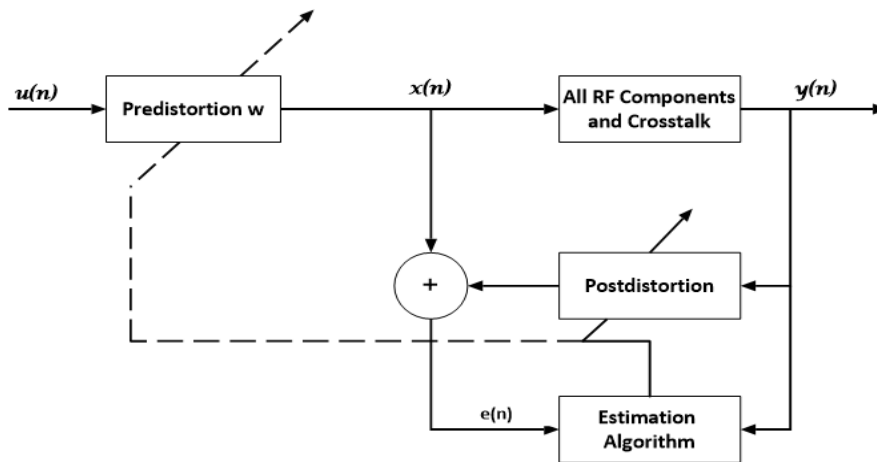 u(n)
Predistortion w
x(n)
All RF Components
and Crosstalk
y(n)
+
Postdistortion
e(n)
Estimation
Algorithm